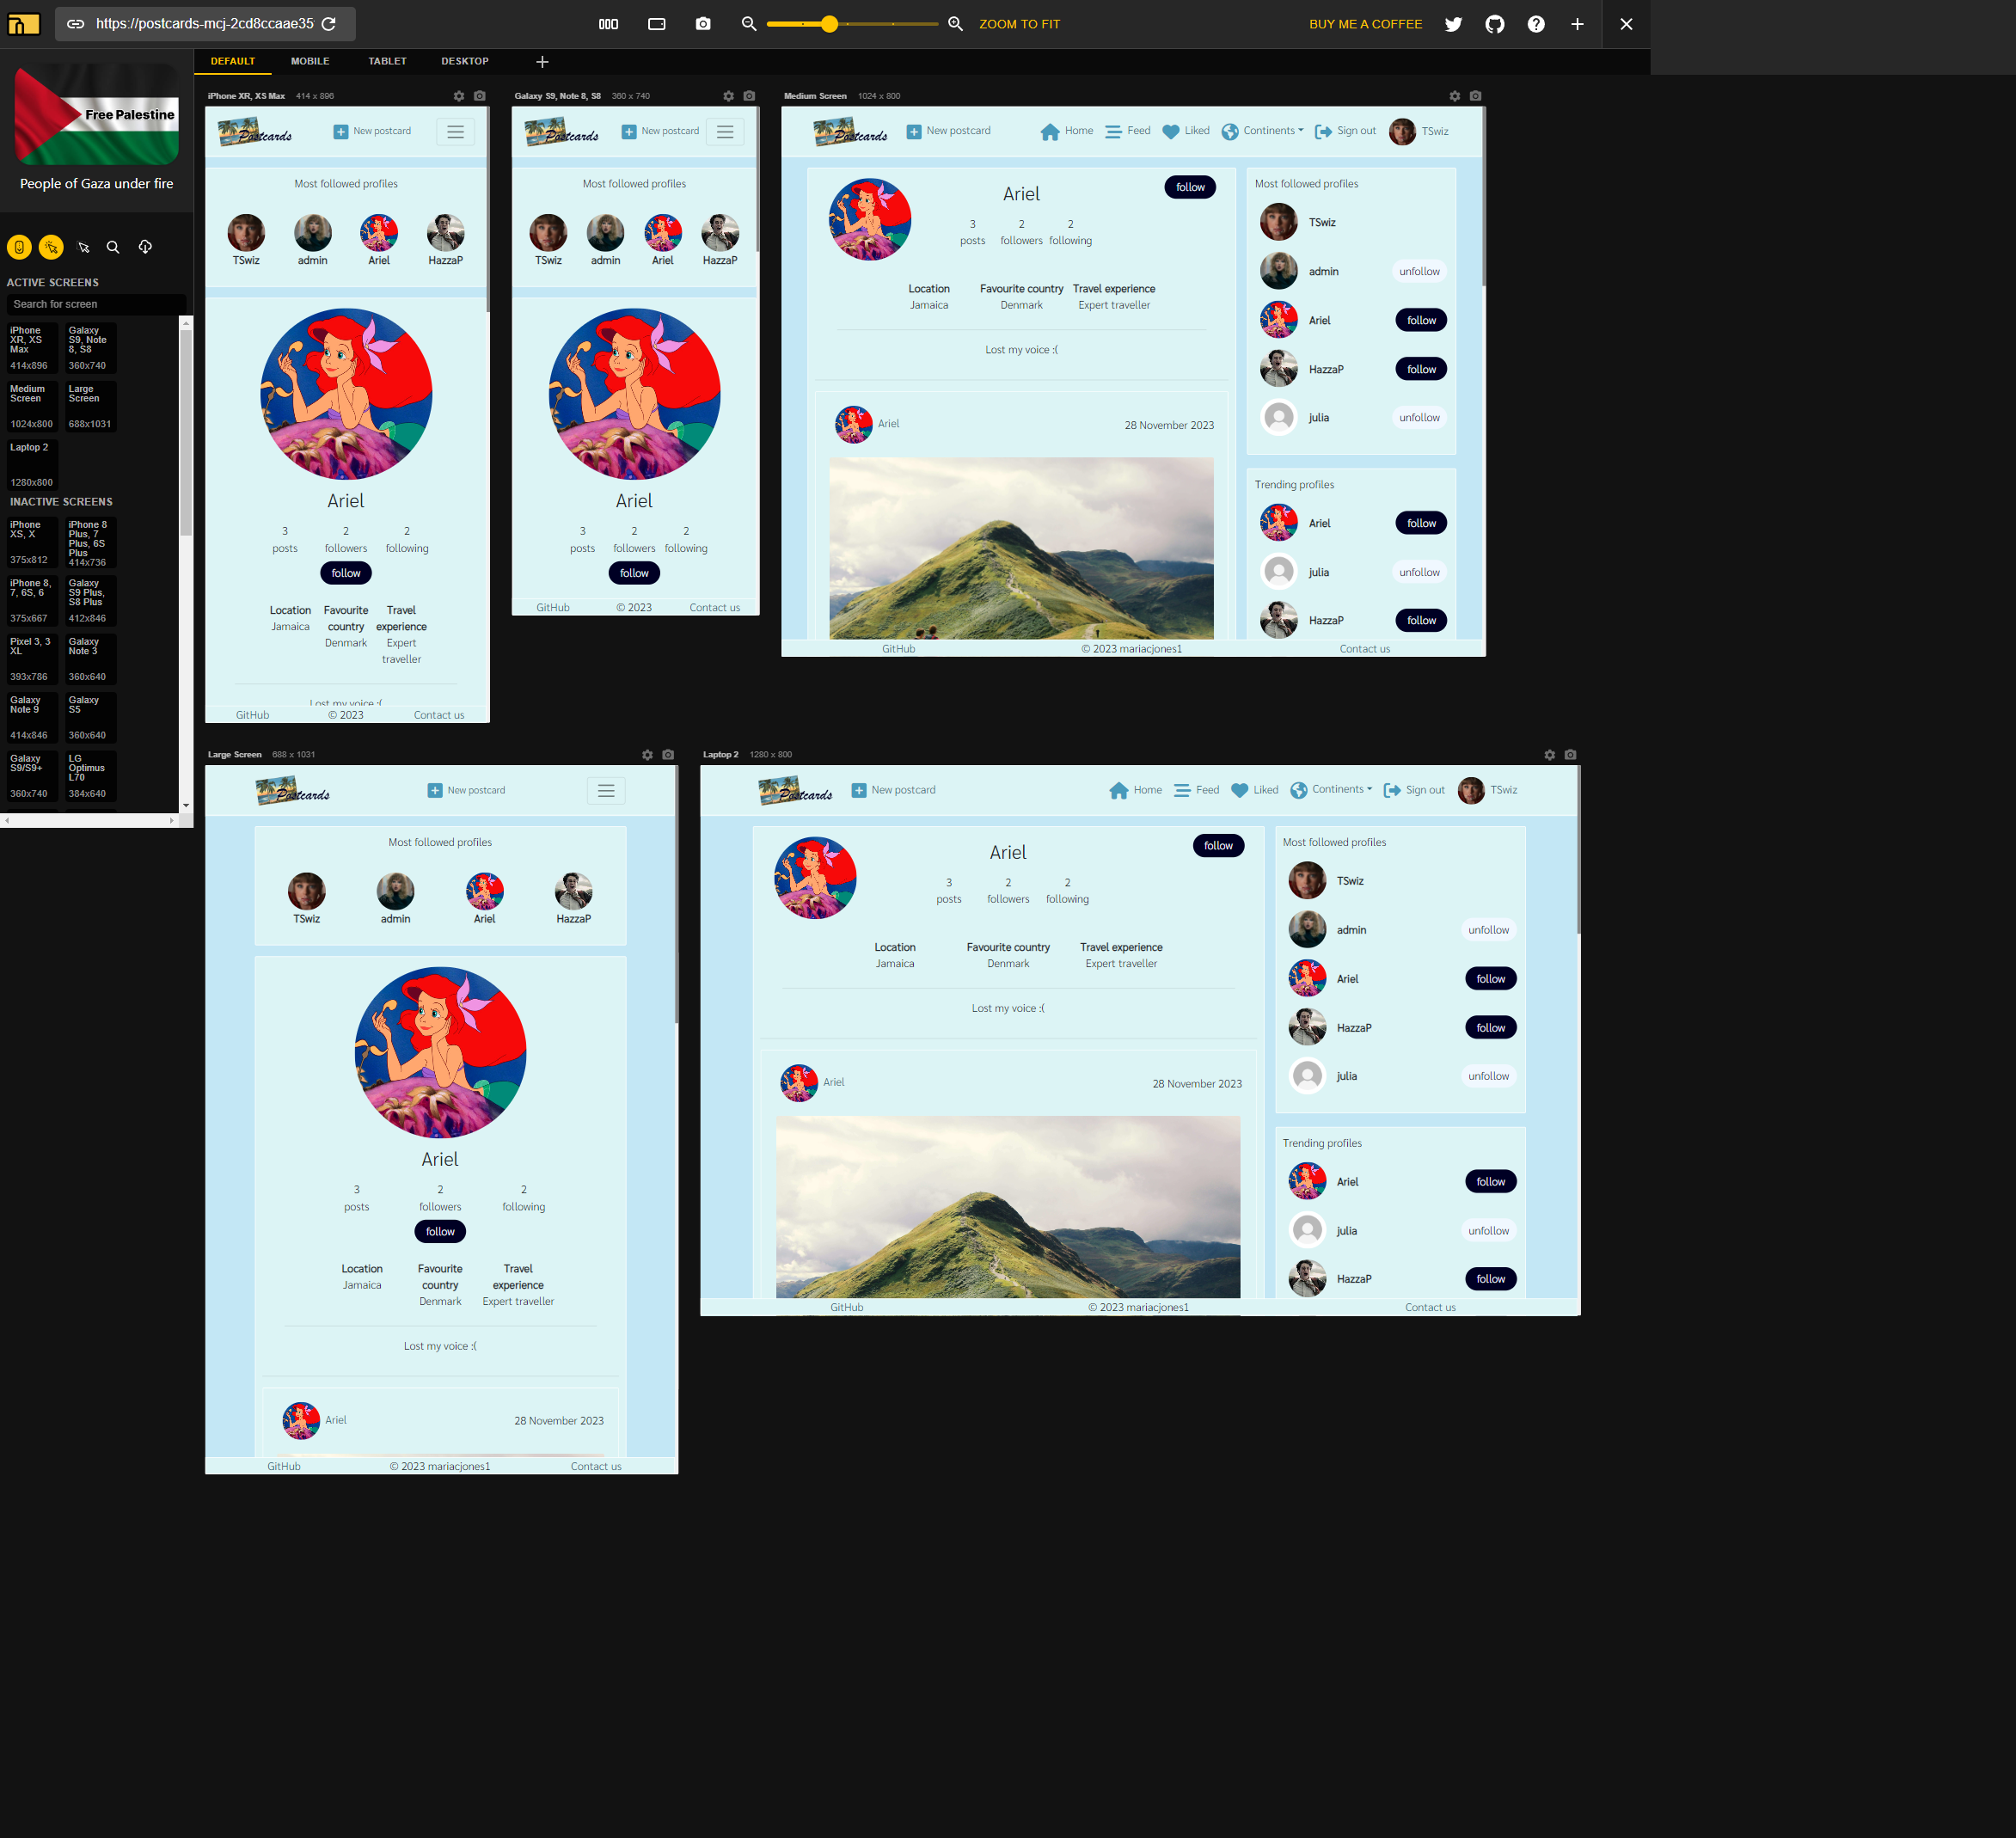 https://postcards-mcj-2cd8ccaae35
ZOOM TO FIT
BUY ME A COFFEE
DEFAULT
MOBILE
TABLET
DESKTOP
Free Palestine
People of Gaza under fire
ACTIVE SCREENS
Search for screen
iPhone XR, XS Max
414x896
Galaxy S9, Note 8, S8
360x740
Medium Screen
1024x800
Large Screen
688x1031
Laptop 2
1280x800
INACTIVE SCREENS
iPhone XS, X
375x812
iPhone 8 Plus, 7 Plus, 6S Plus
414x736
iPhone 8, 7, 6S, 6
375x667
Galaxy S9 Plus, S8 Plus
412x846
Pixel 3, 3 XL
393x786
Galaxy Note 3
360x640
Galaxy Note 9
414x846
Galaxy S5
360x640
Galaxy S9/S9+
360x740
LG Optimus L70
384x640
iPhone XR, XS Max 414 x 896
Postcards
New postcard
Most followed profiles
TSwiz
admin
Ariel
HazzaP
Ariel
3 posts
2 followers
2 following
follow
Location
Jamaica
Favourite country
Denmark
Travel experience
Expert traveller
Lost my voice :(
GitHub
© 2023
Contact us
Galaxy S9, Note 8, S8 360 x 740
Postcards
New postcard
Most followed profiles
TSwiz
admin
Ariel
HazzaP
Ariel
3 posts
2 followers
2 following
follow
GitHub
© 2023
Contact us
Medium Screen 1024 x 800
Postcards
New postcard
Home
Feed
Liked
Continents
Sign out
TSwiz
Ariel
follow
3 posts
2 followers
2 following
Location
Jamaica
Favourite country
Denmark
Travel experience
Expert traveller
Lost my voice :(
Ariel
28 November 2023
Most followed profiles
TSwiz
admin
unfollow
Ariel
follow
HazzaP
follow
julia
unfollow
Trending profiles
Ariel
follow
julia
unfollow
HazzaP
follow
GitHub
© 2023 mariacjones1
Contact us
Large Screen 688 x 1031
Postcards
New postcard
Most followed profiles
TSwiz
admin
Ariel
HazzaP
Ariel
3 posts
2 followers
2 following
follow
Location
Jamaica
Favourite country
Denmark
Travel experience
Expert traveller
Lost my voice :(
Ariel
28 November 2023
GitHub
© 2023 mariacjones1
Contact us
Laptop 2 1280 x 800
Postcards
New postcard
Home
Feed
Liked
Continents
Sign out
TSwiz
Ariel
follow
3 posts
2 followers
2 following
Location
Jamaica
Favourite country
Denmark
Travel experience
Expert traveller
Lost my voice :(
Ariel
28 November 2023
Most followed profiles
TSwiz
admin
unfollow
Ariel
follow
HazzaP
follow
julia
unfollow
Trending profiles
Ariel
follow
julia
unfollow
HazzaP
follow
GitHub
© 2023 mariacjones1
Contact us